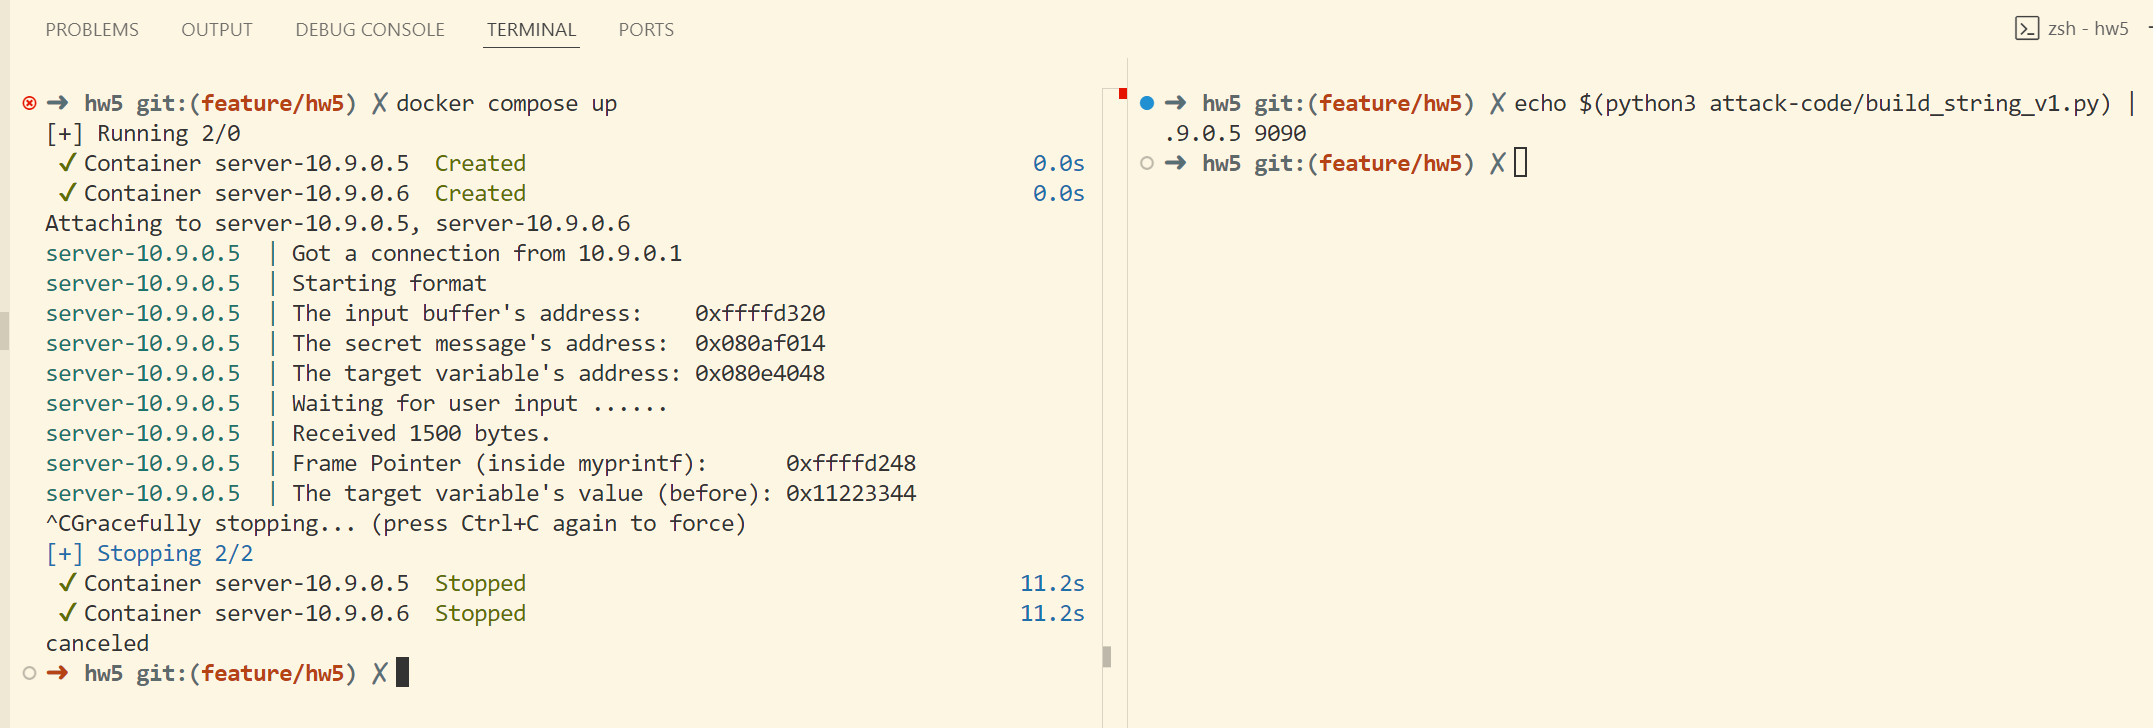 PROBLEMS OUTPUT DEBUG CONSOLE TERMINAL PORTS
zsh - hw5
➜ hw5 git:(feature/hw5) ✗ docker compose up
[+] Running 2/0
✓ Container server-10.9.0.5 Created 0.0s
✓ Container server-10.9.0.6 Created 0.0s
Attaching to server-10.9.0.5, server-10.9.0.6
server-10.9.0.5 | Got a connection from 10.9.0.1
server-10.9.0.5 | Starting format
server-10.9.0.5 | The input buffer's address: 0xffffd320
server-10.9.0.5 | The secret message's address: 0x080af014
server-10.9.0.5 | The target variable's address: 0x080e4048
server-10.9.0.5 | Waiting for user input ......
server-10.9.0.5 | Received 1500 bytes.
server-10.9.0.5 | Frame Pointer (inside myprintf): 0xffffd248
server-10.9.0.5 | The target variable's value (before): 0x11223344
^CGracefully stopping... (press Ctrl+C again to force)
[+] Stopping 2/2
✓ Container server-10.9.0.5 Stopped 11.2s
✓ Container server-10.9.0.6 Stopped 11.2s
canceled
➜ hw5 git:(feature/hw5) ✗
➜ hw5 git:(feature/hw5) ✗ echo $(python3 attack-code/build_string_v1.py) |
.9.0.5 9090
➜ hw5 git:(feature/hw5) ✗